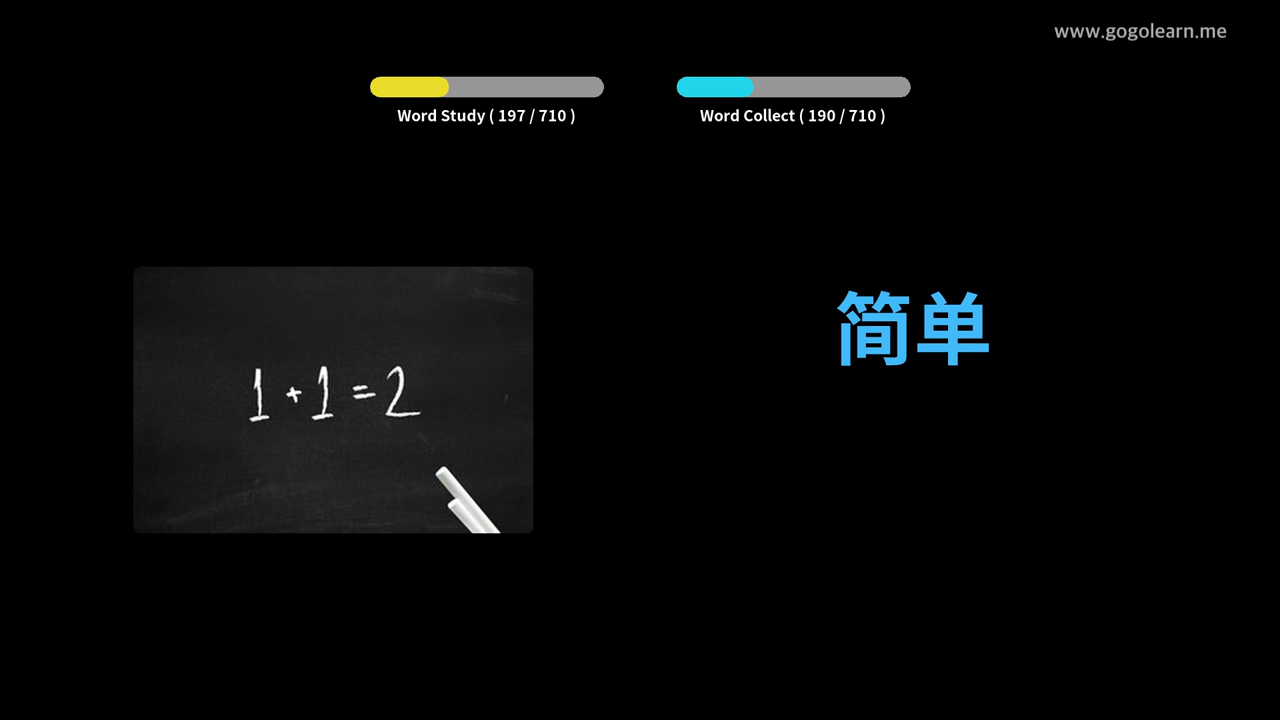 www.gogolearn.me
Word Study ( 197 / 710 )
Word Collect ( 190 / 710 )
简单
1 + 1 = 2